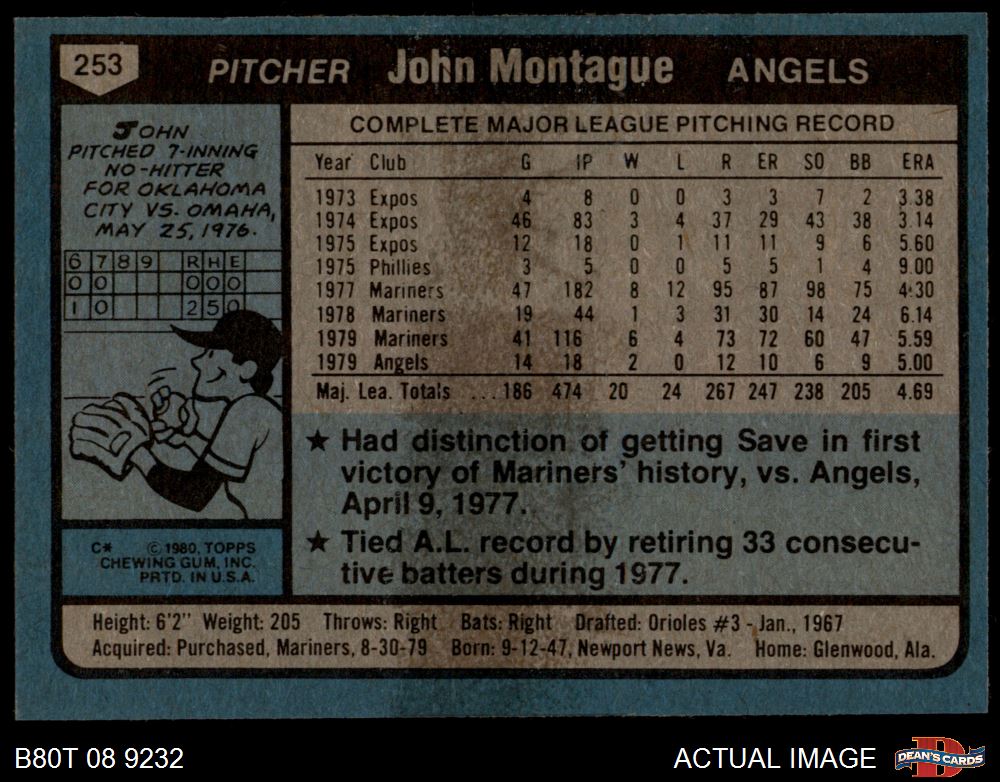 253
PITCHER John Montague ANGELS
JOHN
PITCHED 7-INNING
NO-HITTER
FOR OKLAHOMA
CITY VS. OMAHA,
MAY 25, 1976.
6 7 8 9 R H E
0 0 0 0 0
1 0 2 5 0
C* © 1980, TOPPS
CHEWING GUM, INC.
PRTD. IN U.S.A.
COMPLETE MAJOR LEAGUE PITCHING RECORD
Year Club G IP W L R ER SO BB ERA
1973 Expos 4 8 0 0 3 3 7 2 3.38
1974 Expos 46 83 3 4 37 29 43 38 3.14
1975 Expos 12 18 0 1 11 11 9 6 5.60
1975 Phillies 3 5 0 0 5 5 1 4 9.00
1977 Mariners 47 182 8 12 95 87 98 75 4.30
1978 Mariners 19 44 1 3 31 30 14 24 6.14
1979 Mariners 41 116 6 4 73 72 60 47 5.59
1979 Angels 14 18 2 0 12 10 6 9 5.00
Maj. Lea. Totals ...186 474 20 24 267 247 238 205 4.69
★ Had distinction of getting Save in first
victory of Mariners' history, vs. Angels,
April 9, 1977.
★ Tied A.L. record by retiring 33 consecu-
tive batters during 1977.
Height: 6'2" Weight: 205 Throws: Right Bats: Right Drafted: Orioles #3 - Jan., 1967
Acquired: Purchased, Mariners, 8-30-79 Born: 9-12-47, Newport News, Va. Home: Glenwood, Ala.
B80T 08 9232
ACTUAL IMAGE
D
DEAN'S CARDS